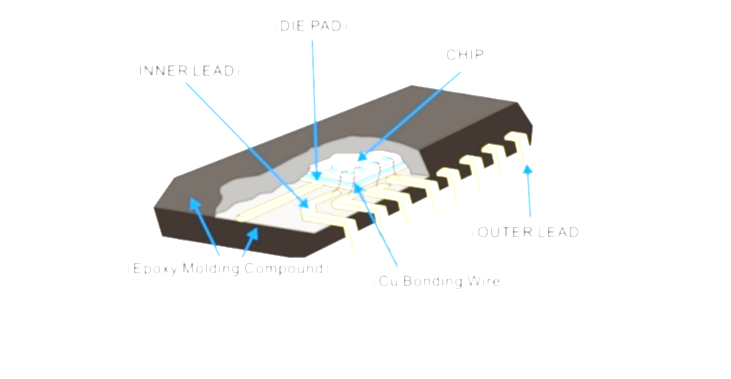 (DIE PAD)
CHIP
(INNER LEAD)
(OUTER LEAD
(Epoxy Molding Compound)
(Cu Bonding Wire